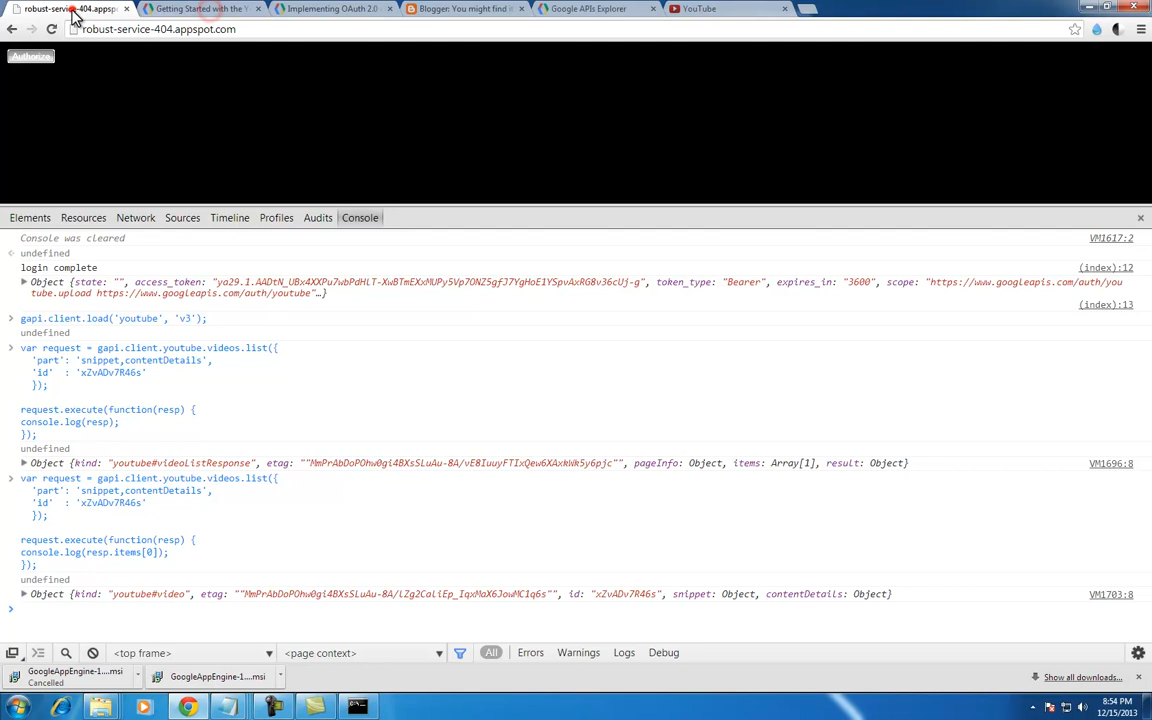 robust-service-404.appsp
Getting Started with the Y
Implementing OAuth 2.0
Blogger: You might find it
Google APIs Explorer
YouTube
robust-service-404.appspot.com
Authorize
Elements Resources Network Sources Timeline Profiles Audits Console
Console was cleared VM1617:2
undefined
login complete (index):12
Object {state: "", access_token: "ya29.1.AADtN_UBx4XXPu7wbPdHLT-XwBTmEXxMUPy5Vp7ONZ5gfJ7YgHoE1YSpvAxRG8v36cUj-g", token_type: "Bearer", expires_in: "3600", scope: "https://www.googleapis.com/auth/you
tube.upload https://www.googleapis.com/auth/youtube"…}
(index):13
gapi.client.load('youtube', 'v3');
undefined
var request = gapi.client.youtube.videos.list({
'part': 'snippet,contentDetails',
'id' : 'xZvADv7R46s'
});
request.execute(function(resp) {
console.log(resp);
});
undefined
Object {kind: "youtube#videoListResponse", etag: ""MmPrAbDoPOhw0gi4BXsSLuAu-8A/vE8IuuyFTIxQew6XAxkWk5y6pjc"", pageInfo: Object, items: Array[1], result: Object} VM1696:8
var request = gapi.client.youtube.videos.list({
'part': 'snippet,contentDetails',
'id' : 'xZvADv7R46s'
});
request.execute(function(resp) {
console.log(resp.items[0]);
});
undefined
Object {kind: "youtube#video", etag: ""MmPrAbDoPOhw0gi4BXsSLuAu-8A/LZg2CaLiEp_IqxMaX6JowMC1q6s"", id: "xZvADv7R46s", snippet: Object, contentDetails: Object} VM1703:8
<top frame> <page context> All Errors Warnings Logs Debug
GoogleAppEngine-1....msi
Cancelled
GoogleAppEngine-1....msi
Show all downloads...
8:54 PM
12/15/2013